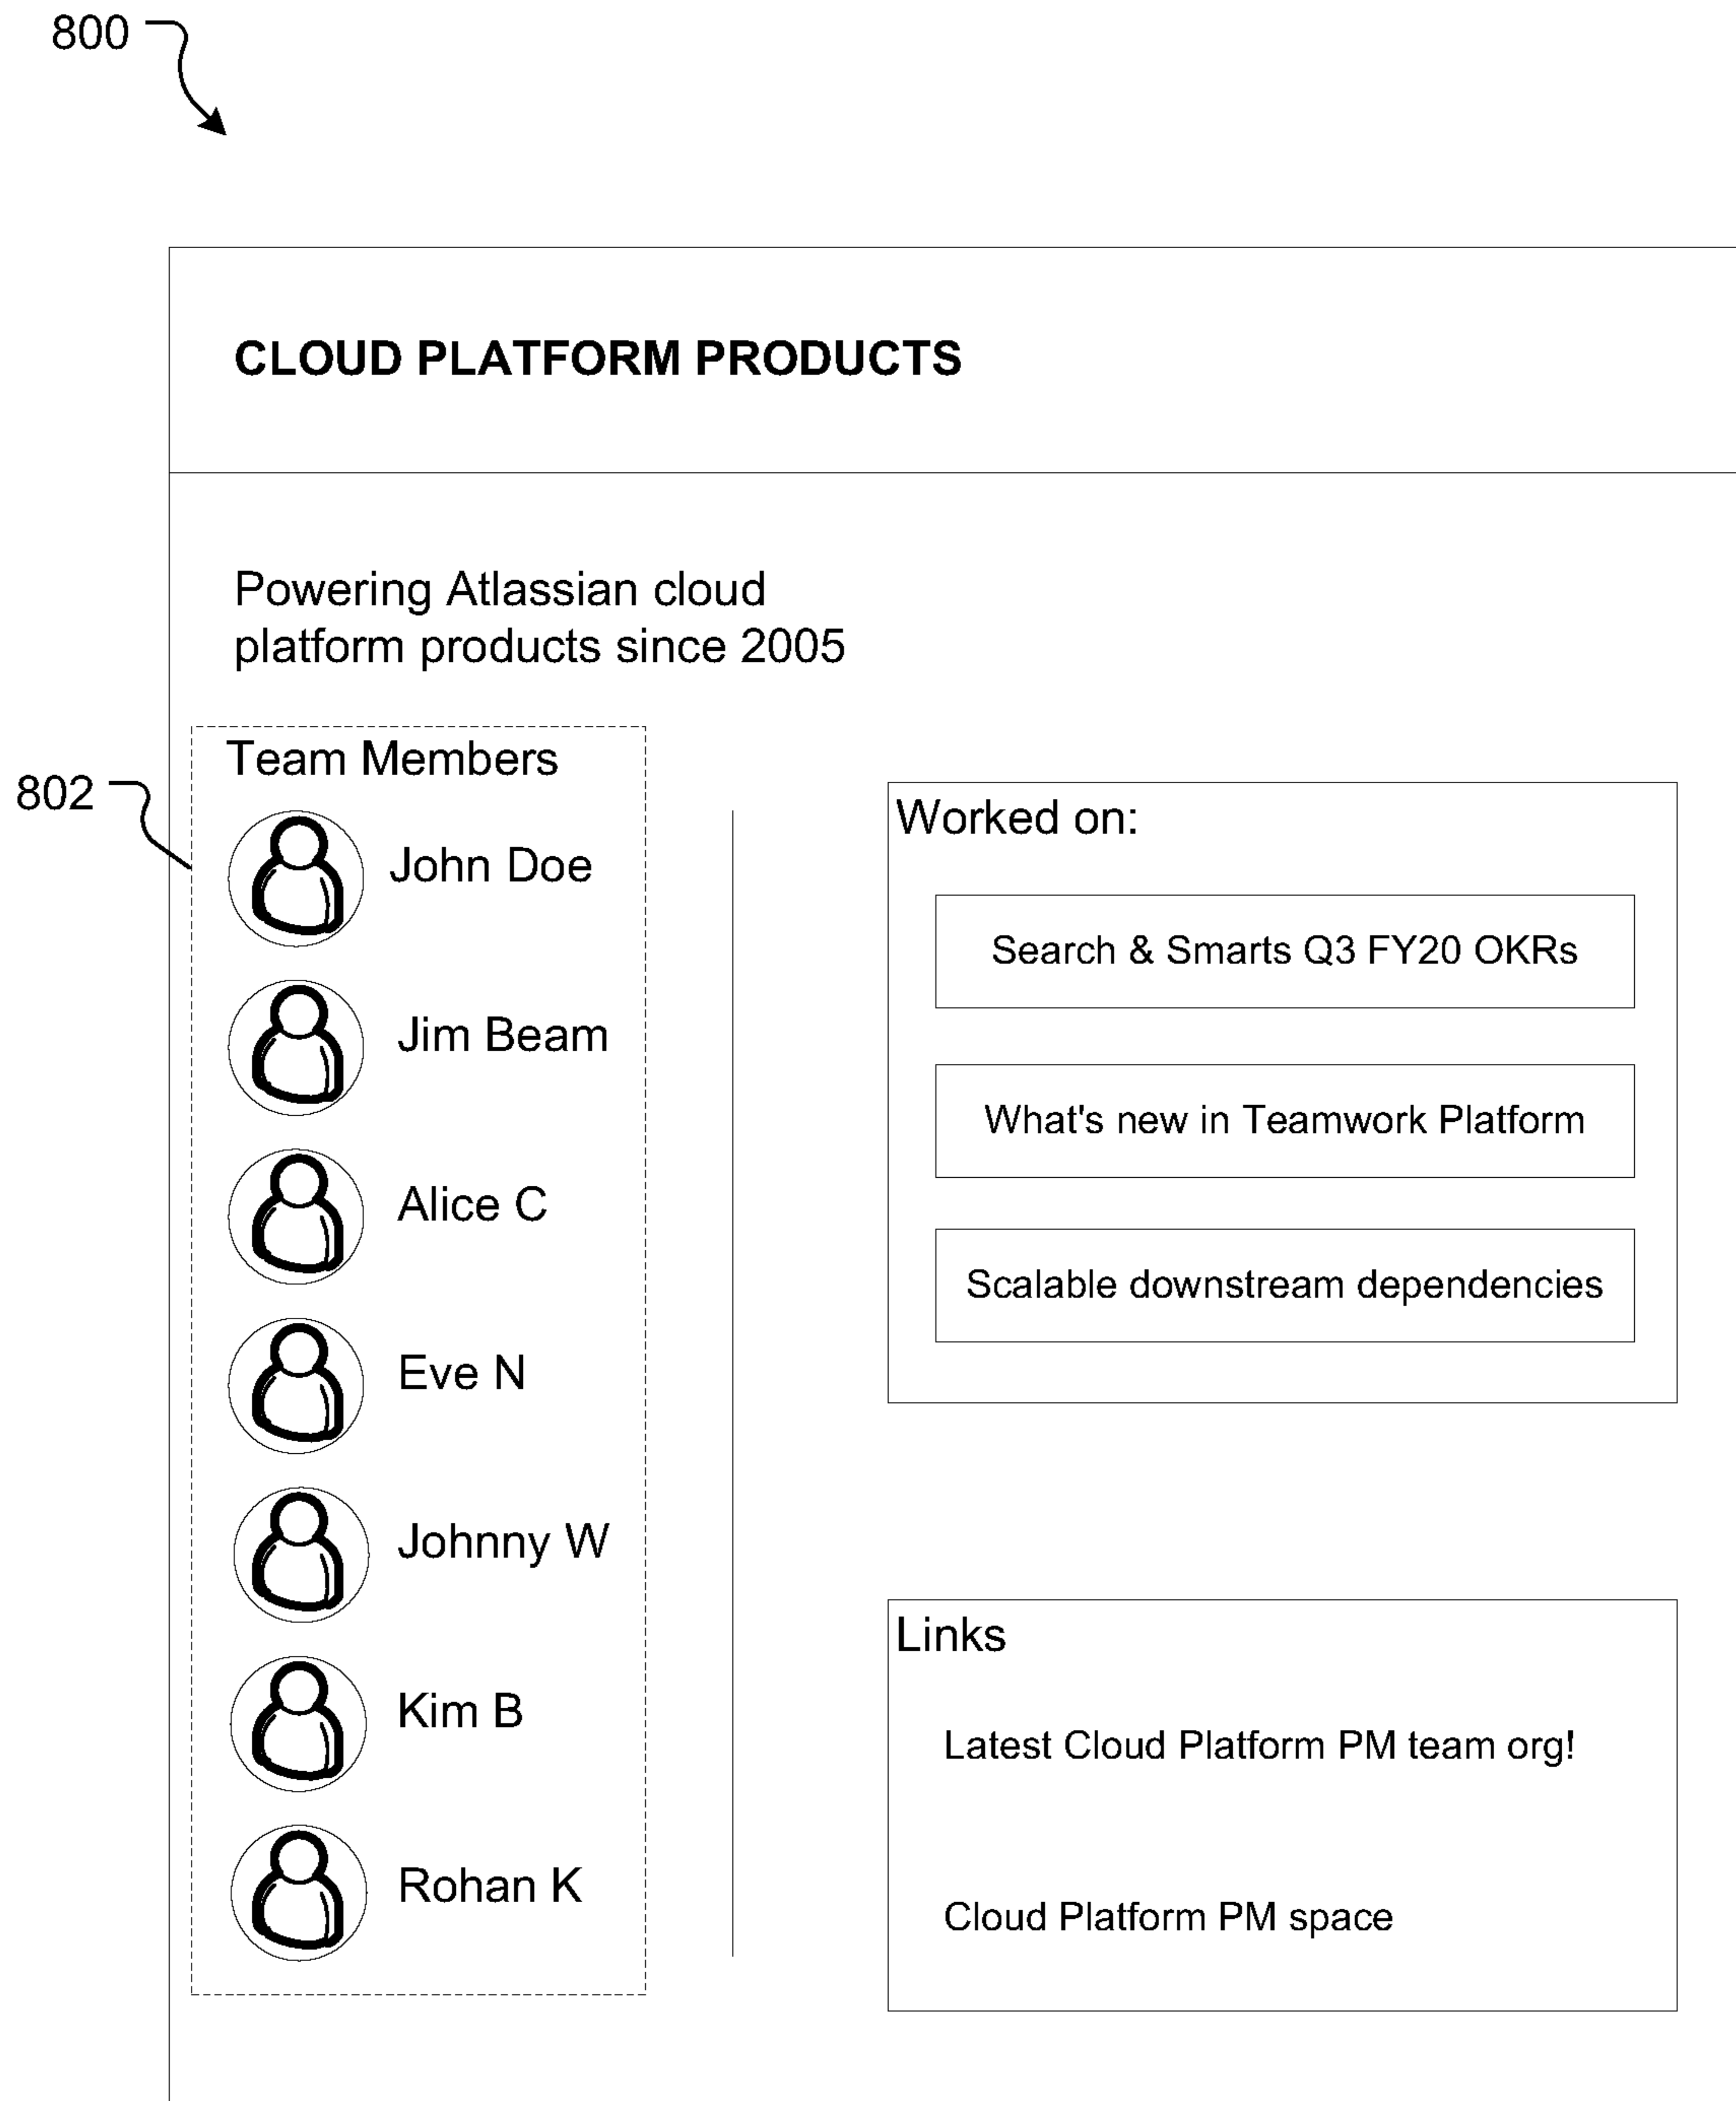 800
CLOUD PLATFORM PRODUCTS
Powering Atlassian cloud
platform products since 2005
802
Team Members
John Doe
Jim Beam
Alice C
Eve N
Johnny W
Kim B
Rohan K
Worked on:
Search & Smarts Q3 FY20 OKRs
What's new in Teamwork Platform
Scalable downstream dependencies
Links
Latest Cloud Platform PM team org!
Cloud Platform PM space